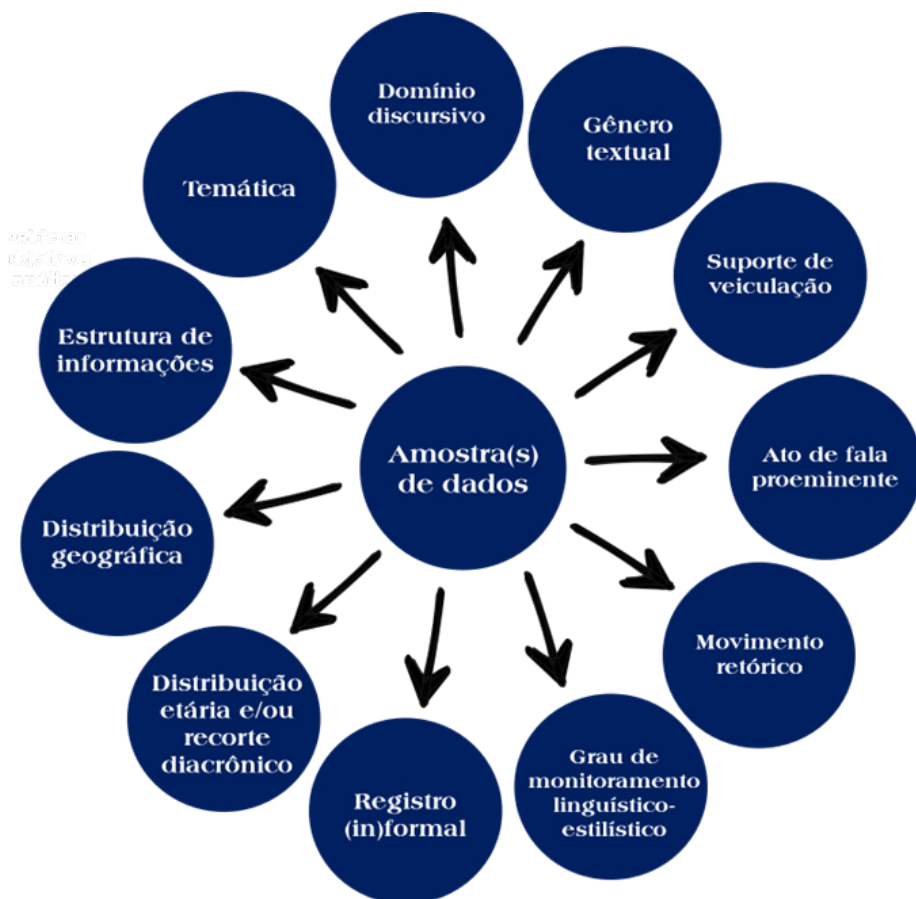 Domínio
discursivo
Gênero
textual
Suporte de
veiculação
Ato de fala
proeminente
Movimento
retórico
Grau de
monitoramento
linguístico-
estilístico
Registro
(in)formal
Distribuição
etária e/ou
recorte
diacrônico
Distribuição
geográfica
Estrutura de
informações
Temática
Amostra(s)
de dados